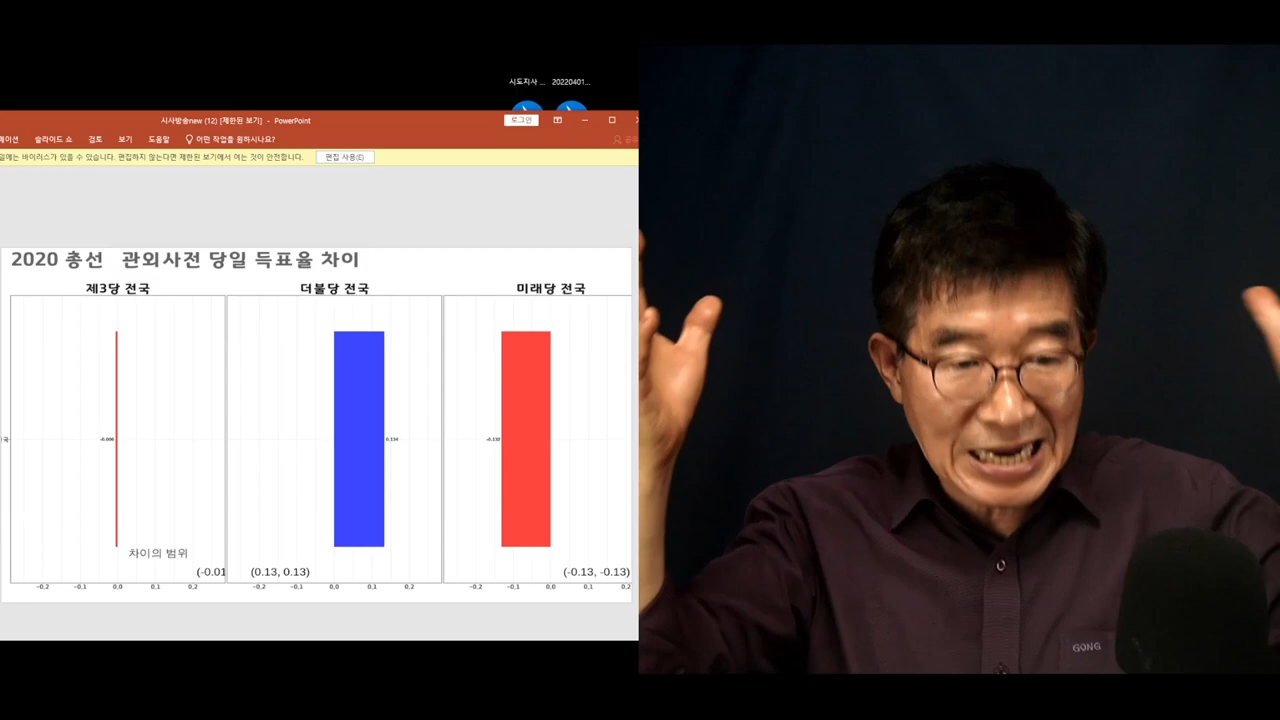 시도지사 ... 20220401...
시사방송new (12) [제한된 보기] - PowerPoint
로그인
슬라이드 쇼 검토 보기 도움말 어떤 작업을 원하시나요?
바이러스가 있을 수 있습니다. 편집하지 않는다면 제한된 보기에서 여는 것이 안전합니다. 편집 사용(E)
2020 총선 관외사전 당일 득표율 차이
제3당 전국 더불당 전국 미래당 전국
0.134
차이의 범위
(-0.01 (0.13, 0.13) (-0.13, -0.13)
-0.2 -0.1 0.0 0.1 0.2 -0.2 -0.1 0.0 0.1 0.2 -0.2 -0.1 0.0 0.1 0.2
GONG